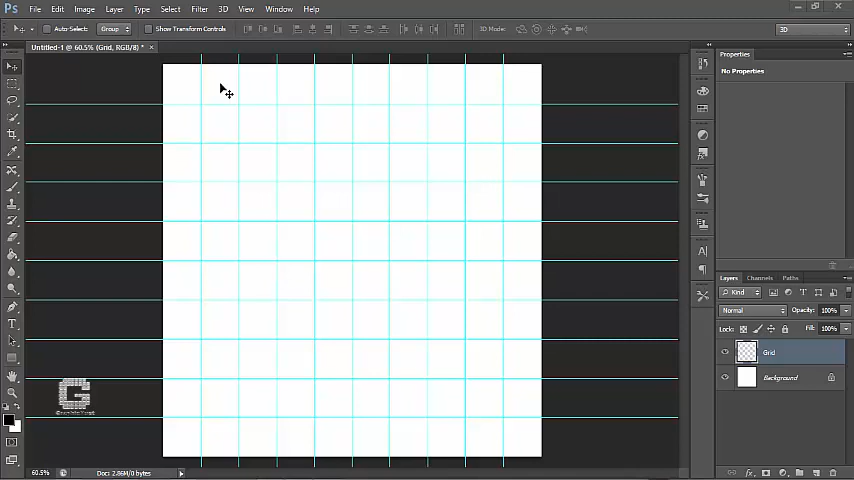 Ps File Edit Image Layer Type Select Filter 3D View Window Help
Auto-Select Group Show Transform Controls 3D Mode: 3D
Untitled-1 @ 60.5% (Grid, RGB/8) * ×
Properties
No Properties
Layers Channels Paths
Kind
Normal Opacity: 100%
Lock: Fill: 100%
Grid
Background
60.5% Doc: 2.86M/0 bytes